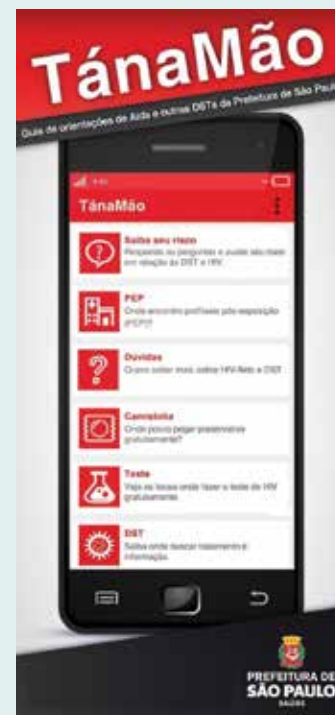 TánaMão
Guia de orientações de Aids e outras DSTs da Prefeitura de São Paulo
TánaMão
Saiba seu risco
Responda as perguntas e avalie seu risco
em relação às DST e HIV
PEP
Onde encontro profilaxia pós-exposição
(PEP)?
Dúvidas
Quero saber mais sobre HIV/Aids e DST
Camisinha
Onde posso pegar preservativos
gratuitamente?
Teste
Veja os locais onde fazer o teste de HIV
gratuitamente
DST
Saiba onde buscar tratamento e
informação.
PREFEITURA DE
SÃO PAULO
SAÚDE